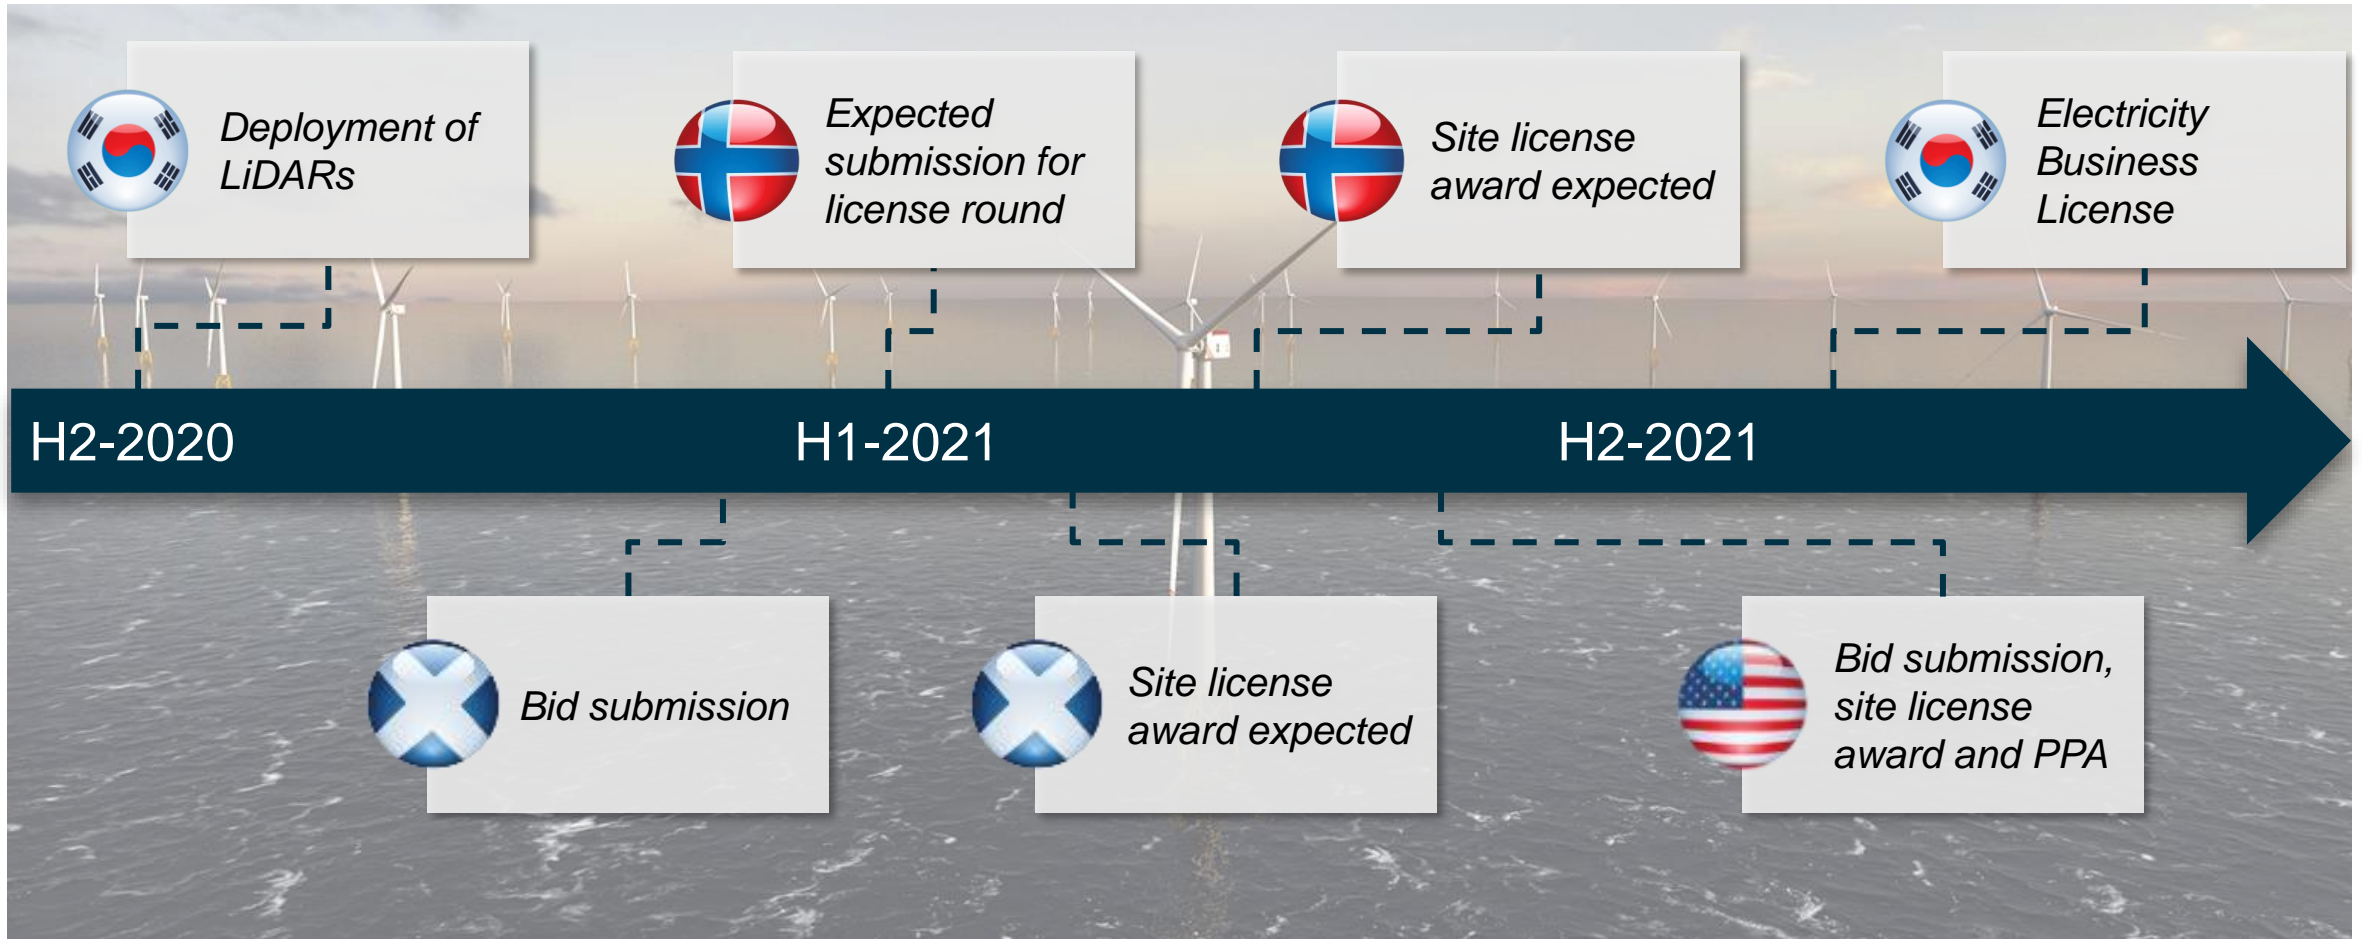 Deployment of
LiDARs
Expected
submission for
license round
Site license
award expected
Electricity
Business
License
H2-2020
H1-2021
H2-2021
Bid submission
Site license
award expected
Bid submission,
site license
award and PPA